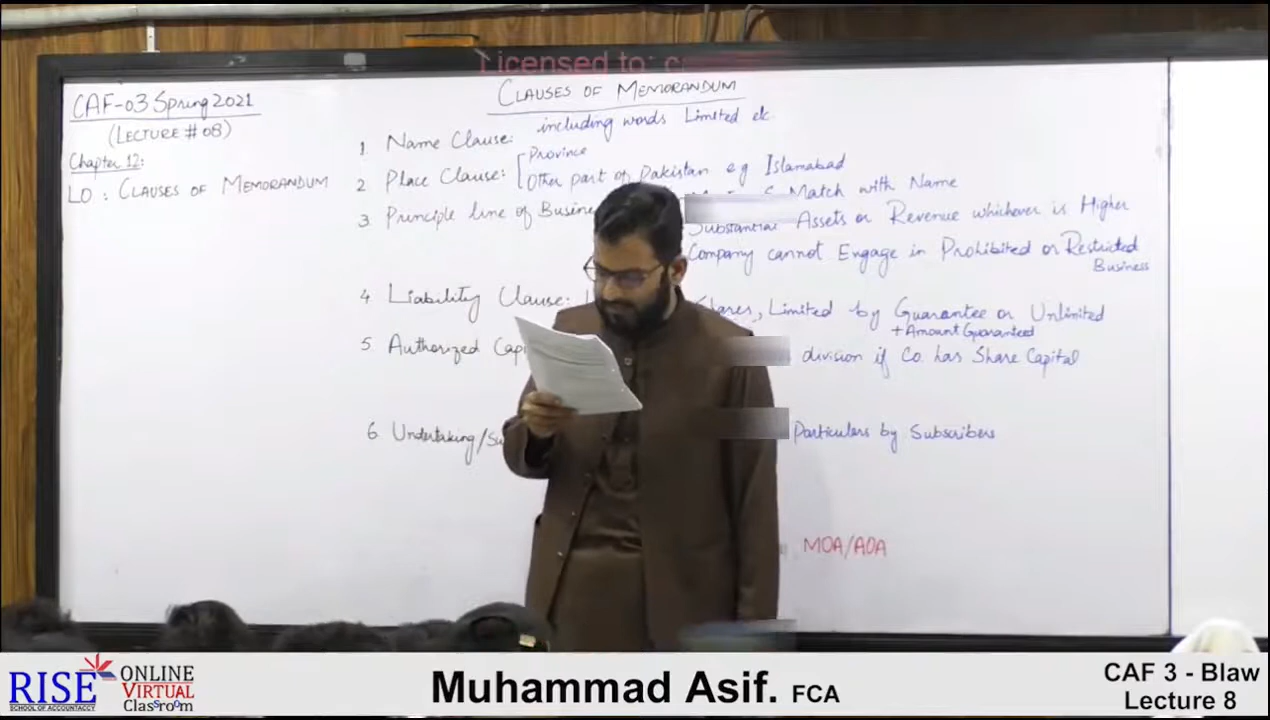 Licensed to: c
CAF-03 Spring 2021
(LECTURE # 08)
Chapter 12:
LO : CLAUSES OF MEMORANDUM
CLAUSES OF MEMORANDUM
1. Name Clause: including words Limited etc.
2 Place Clause: Province
Other part of Pakistan eg Islamabad
3 Principle line of Busine
Match with Name
Substantial Assets or Revenue whichever is Higher
Company cannot Engage in Prohibited or Restricted
Business
4 Liability Clause: Shares, Limited by Guarantee or Unlimited
+ Amount Guaranteed
5 Authorized Capi division if Co. has Share Capital
6 Undertaking/Su Particulars by Subscribers
MOA/AOA
RISE
SCHOOL OF ACCOUNTANCY
ONLINE
VIRTUAL
Classroom
Muhammad Asif. FCA
CAF 3 - Blaw
Lecture 8